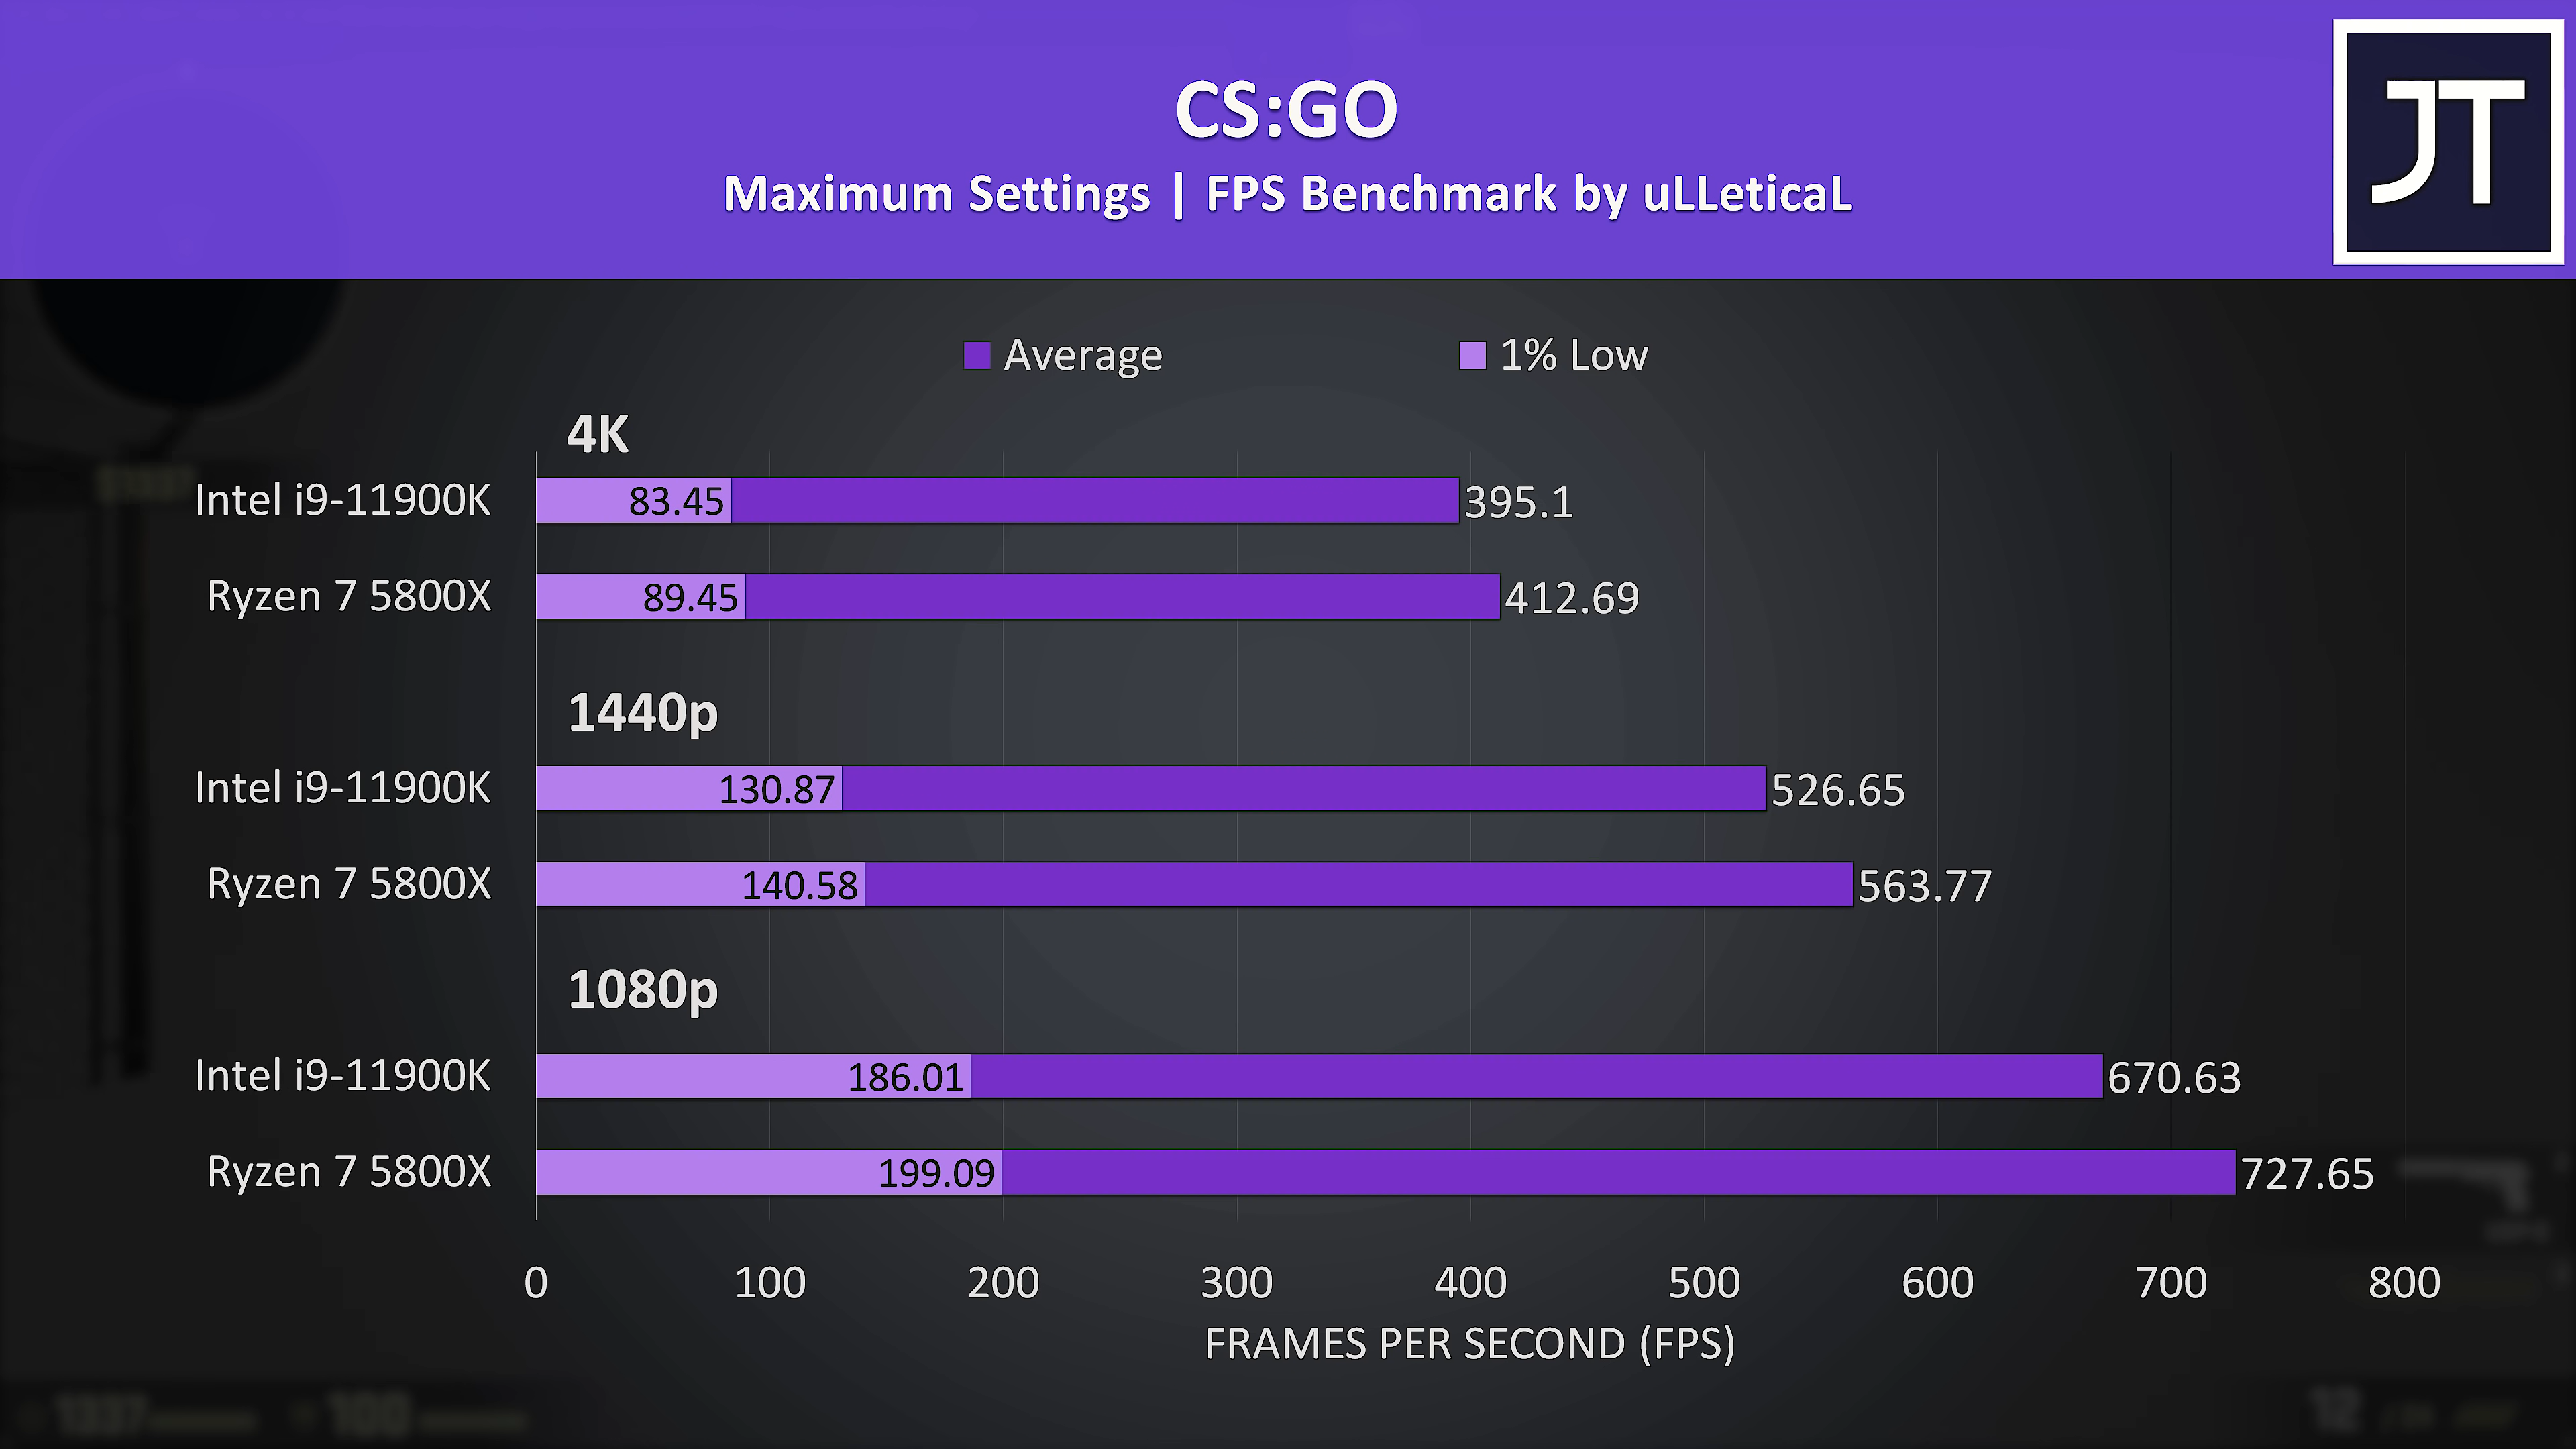 CS:GO
Maximum Settings | FPS Benchmark by uLLeticaL
JT
Average 1% Low
4K
Intel i9-11900K 83.45 395.1
Ryzen 7 5800X 89.45 412.69
1440p
Intel i9-11900K 130.87 526.65
Ryzen 7 5800X 140.58 563.77
1080p
Intel i9-11900K 186.01 670.63
Ryzen 7 5800X 199.09 727.65
0 100 200 300 400 500 600 700 800
FRAMES PER SECOND (FPS)
1337 100 12